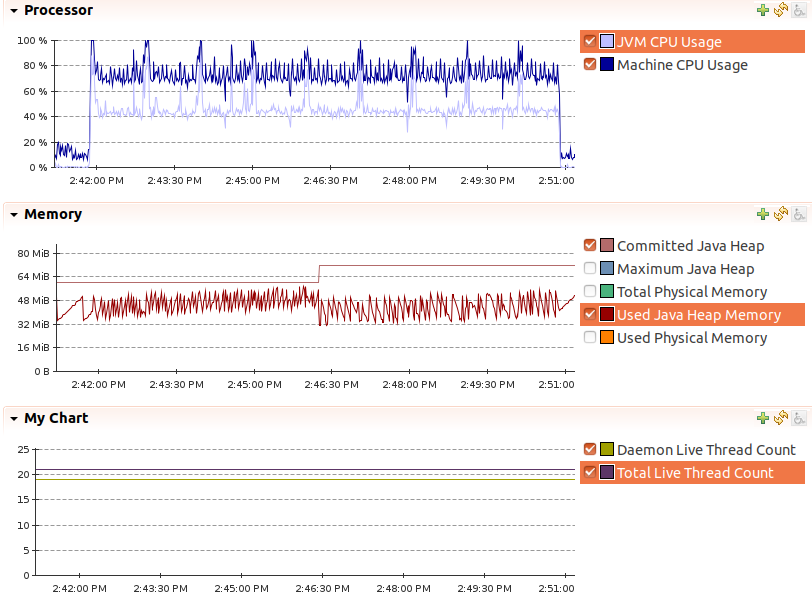 Processor
100 %
80 %
60 %
40 %
20 %
0 %
2:42:00 PM 2:43:30 PM 2:45:00 PM 2:46:30 PM 2:48:00 PM 2:49:30 PM 2:51:00
JVM CPU Usage
Machine CPU Usage
Memory
80 MiB
64 MiB
48 MiB
32 MiB
16 MiB
0 B
2:42:00 PM 2:43:30 PM 2:45:00 PM 2:46:30 PM 2:48:00 PM 2:49:30 PM 2:51:00
Committed Java Heap
Maximum Java Heap
Total Physical Memory
Used Java Heap Memory
Used Physical Memory
My Chart
25
20
15
10
5
0
2:42:00 PM 2:43:30 PM 2:45:00 PM 2:46:30 PM 2:48:00 PM 2:49:30 PM 2:51:00
Daemon Live Thread Count
Total Live Thread Count